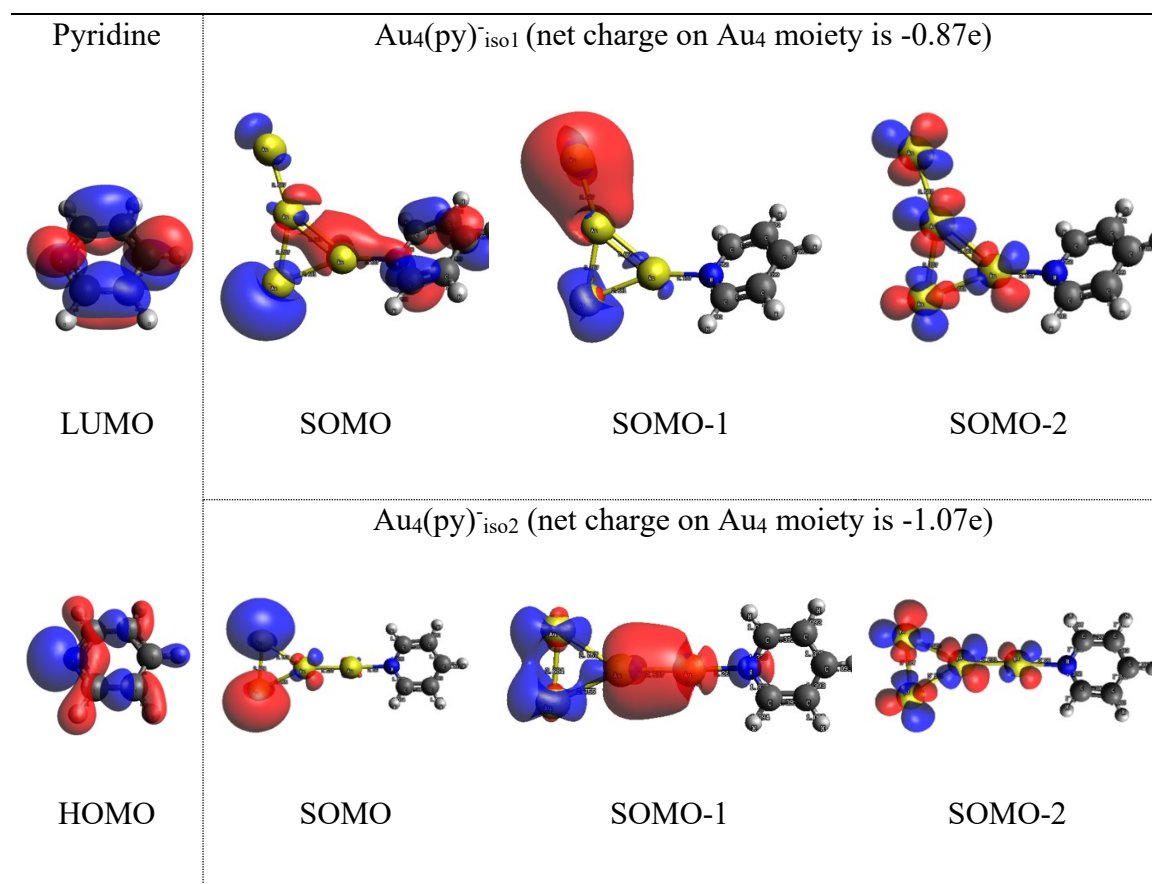 Pyridine
Au₄(py)⁻iso1 (net charge on Au₄ moiety is -0.87e)
LUMO
SOMO
SOMO-1
SOMO-2
Au₄(py)⁻iso2 (net charge on Au₄ moiety is -1.07e)
HOMO
SOMO
SOMO-1
SOMO-2